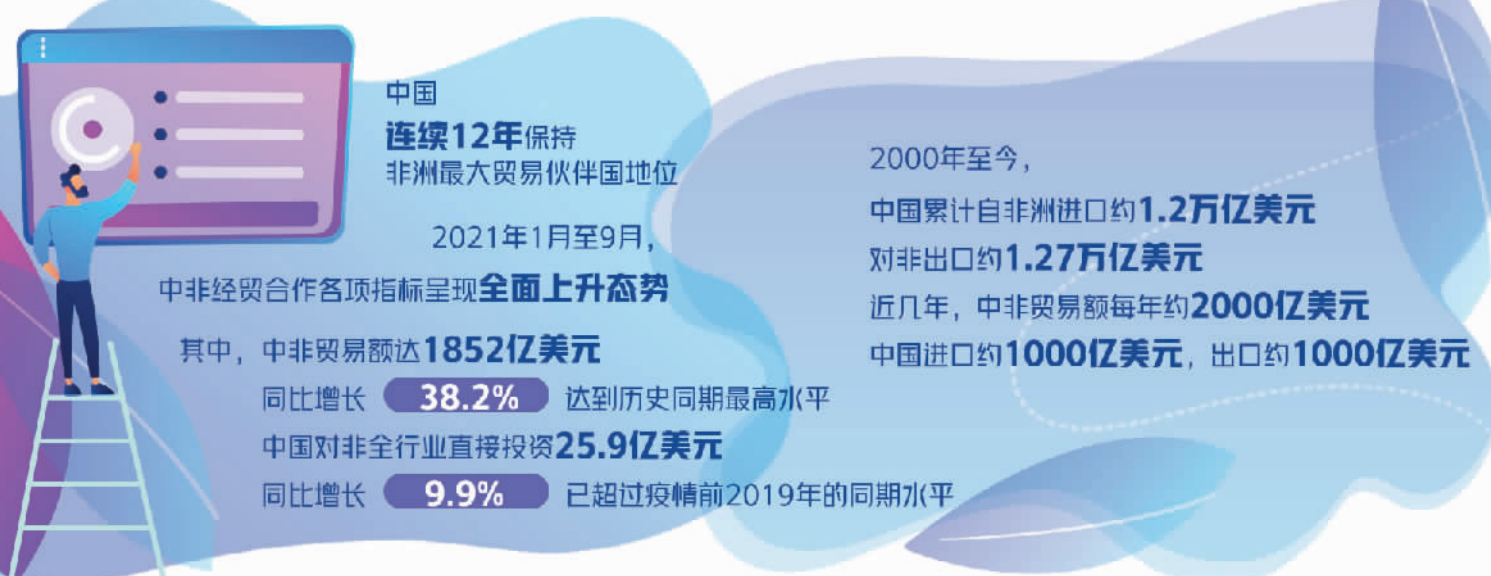 中国
连续12年保持
非洲最大贸易伙伴国地位
2021年1月至9月，
中非经贸合作各项指标呈现全面上升态势
其中，中非贸易额达1852亿美元
同比增长 38.2% 达到历史同期最高水平
中国对非全行业直接投资25.9亿美元
同比增长 9.9% 已超过疫情前2019年的同期水平
2000年至今，
中国累计自非洲进口约1.2万亿美元
对非出口约1.27万亿美元
近几年，中非贸易额每年约2000亿美元
中国进口约1000亿美元，出口约1000亿美元